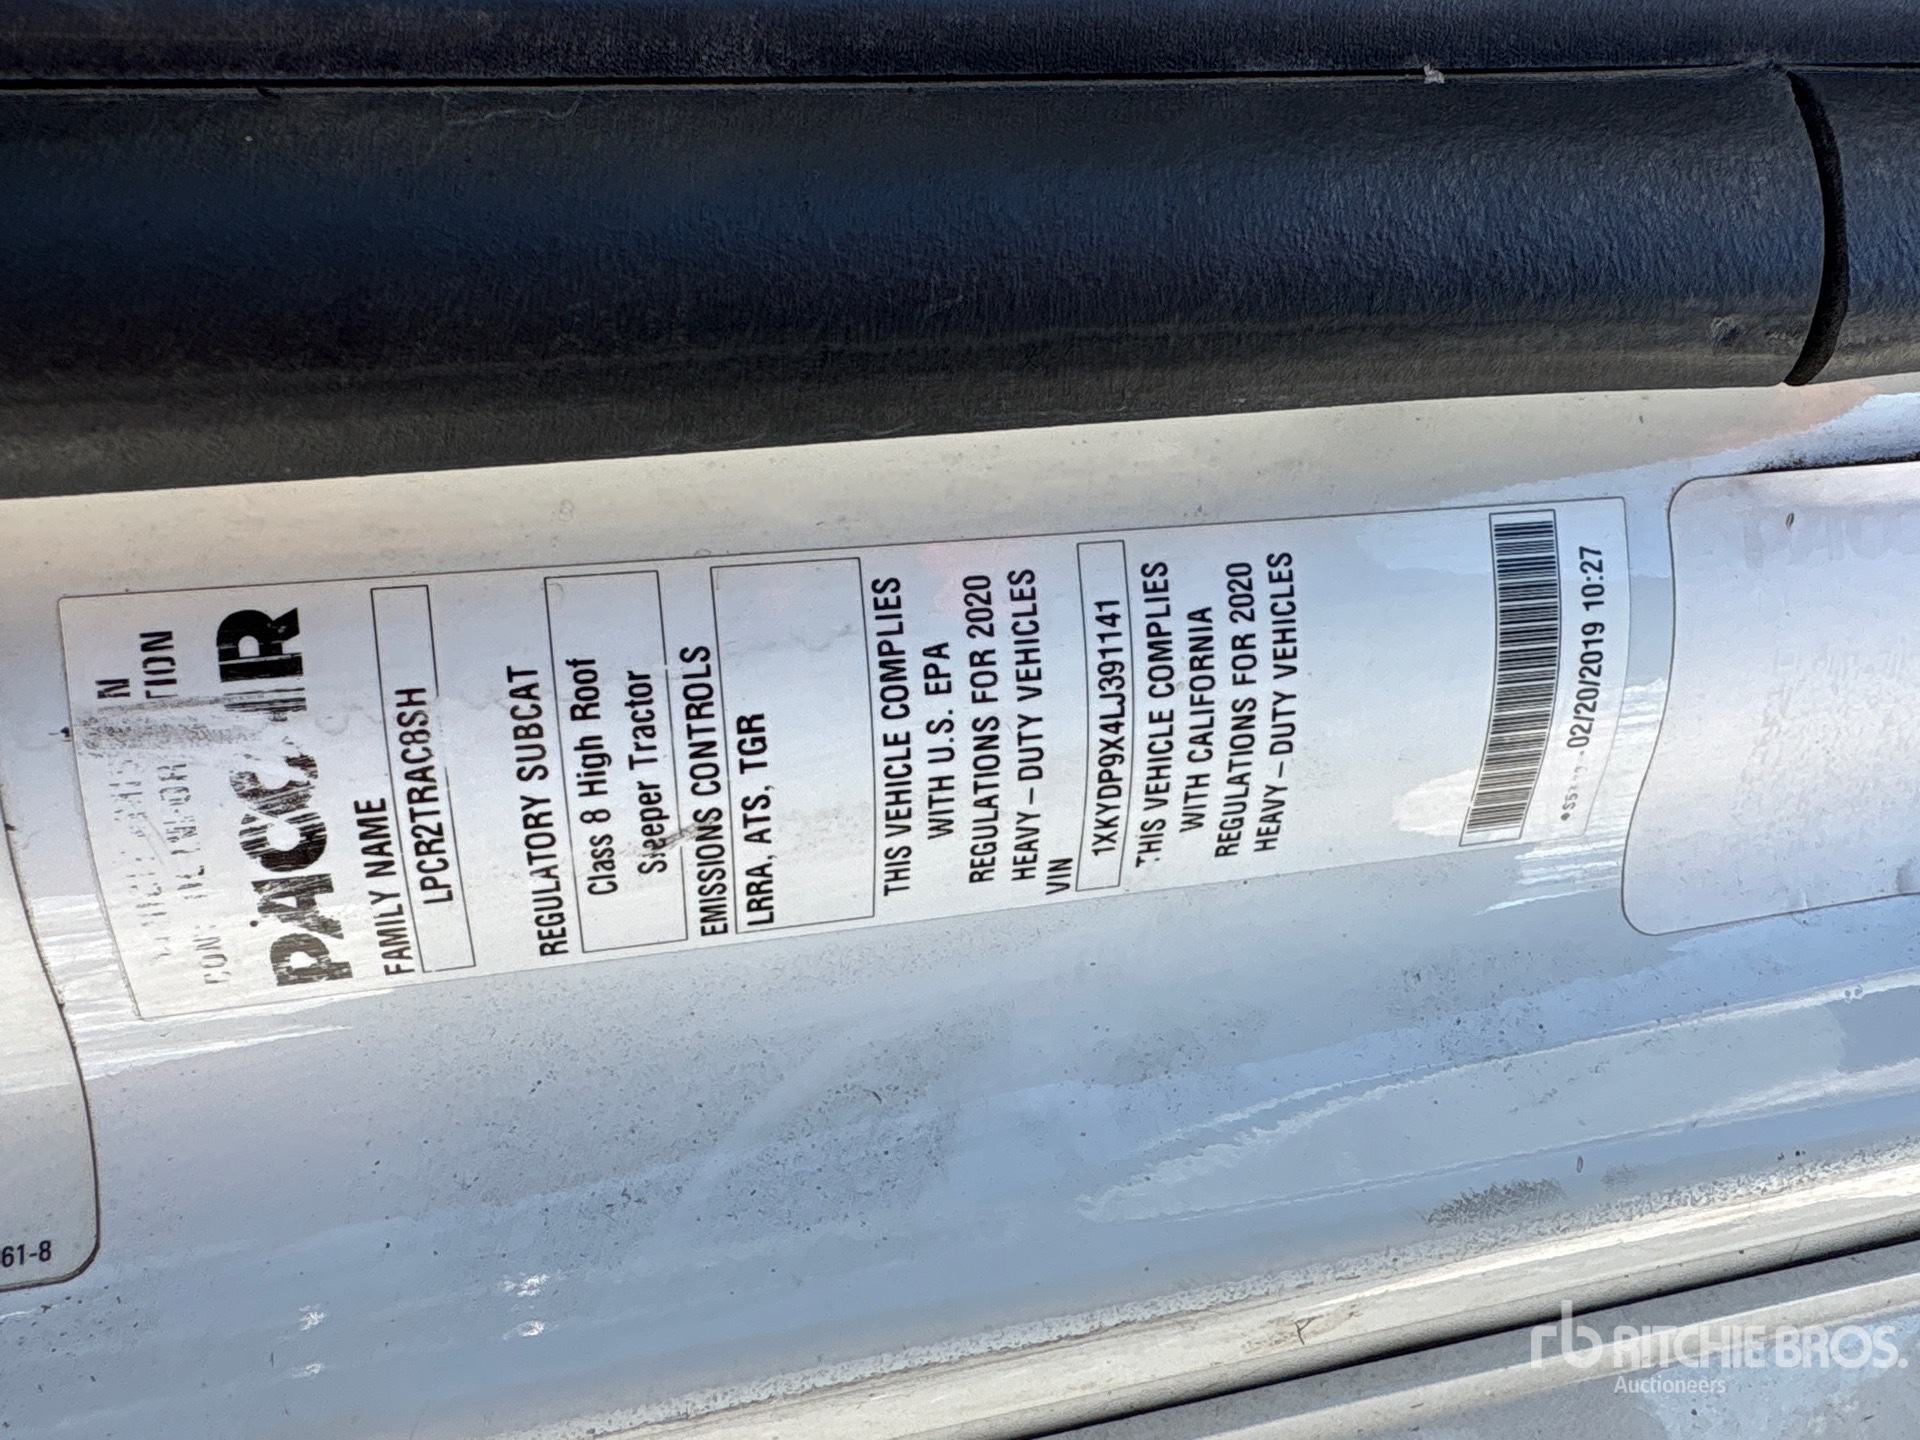 PACCAR
FAMILY NAME
LPCR2TRAC8SH
REGULATORY SUBCAT
Class 8 High Roof
Sleeper Tractor
EMISSIONS CONTROLS
LRRA, ATS, TGR
THIS VEHICLE COMPLIES
WITH U.S. EPA
REGULATIONS FOR 2020
HEAVY – DUTY VEHICLES
VIN
1XKYDP9X4LJ391141
THIS VEHICLE COMPLIES
WITH CALIFORNIA
REGULATIONS FOR 2020
HEAVY – DUTY VEHICLES
02/20/2019 10:27
61-8
rb RITCHIE BROS.
Auctioneers